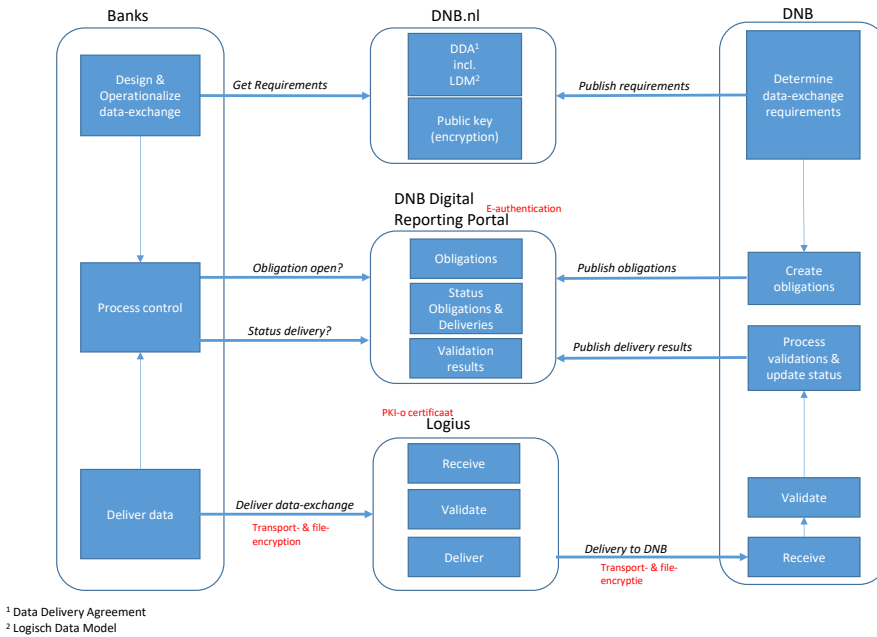 Banks
DNB.nl
DNB
Design &
Operationalize
data-exchange
Get Requirements
DDA¹
incl.
LDM²
Public key
(encryption)
Publish requirements
Determine
data-exchange
requirements
DNB Digital
Reporting Portal
E-authentication
Process control
Obligation open?
Status delivery?
Obligations
Status
Obligations &
Deliveries
Validation
results
Publish obligations
Publish delivery results
Create
obligations
Process
validations &
update status
PKI-o certificaat
Logius
Deliver data
Deliver data-exchange
Transport- & file-
encryption
Receive
Validate
Deliver
Delivery to DNB
Transport- & file-
encryptie
Validate
Receive
¹ Data Delivery Agreement
² Logisch Data Model